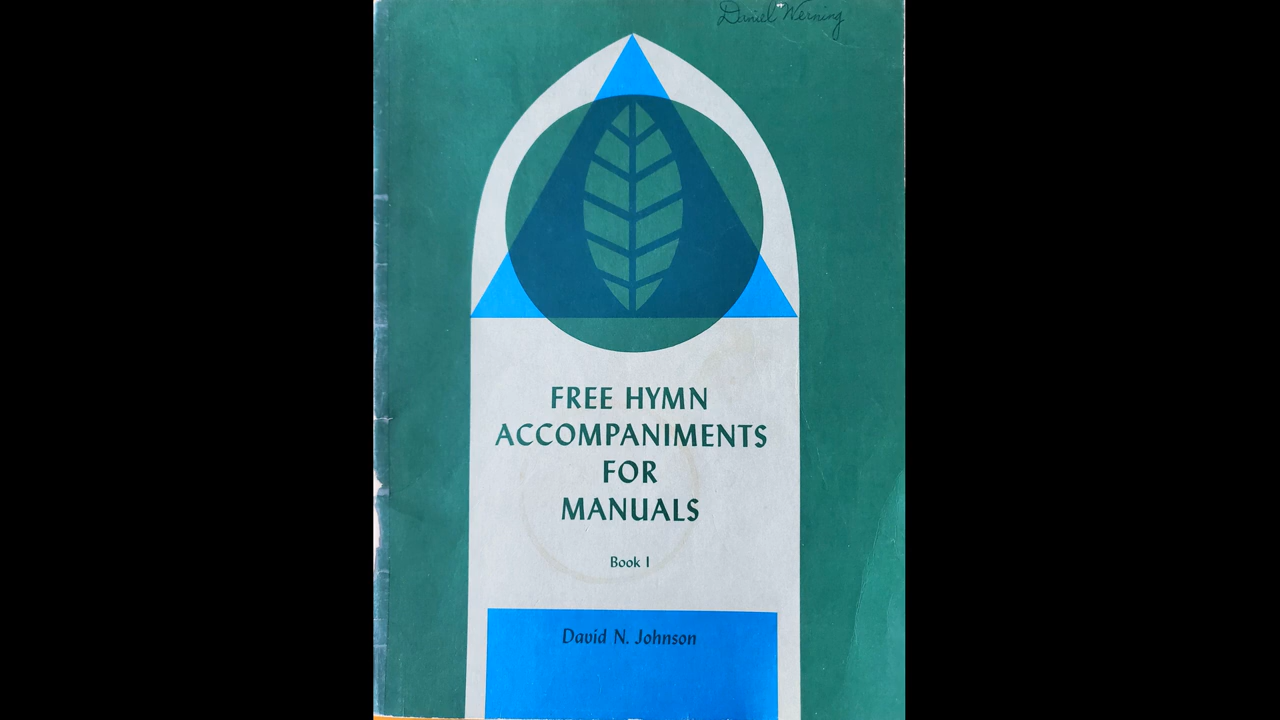 Daniel Werning
FREE HYMN
ACCOMPANIMENTS
FOR
MANUALS
Book I
David N. Johnson